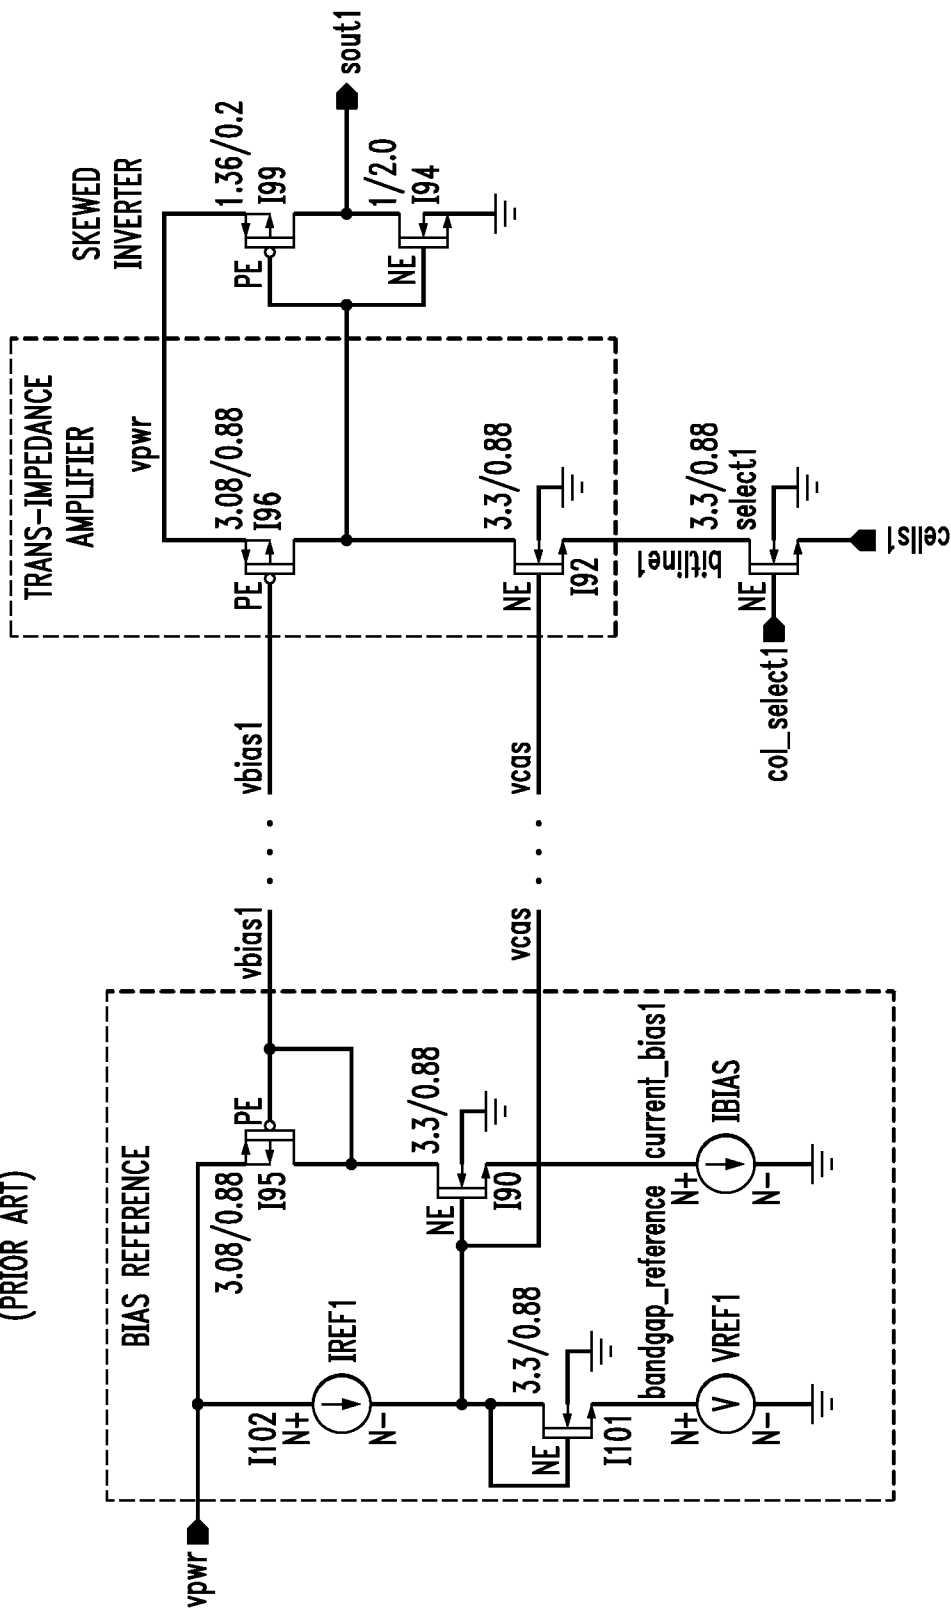 (PRIOR ART)
BIAS REFERENCE
vpwr
I102
N+
IREF1
N-
3.08/0.88
I95
PE
vbias1
vbias1
NE
3.3/0.88
I90
vcas
vcas
NE
3.3/0.88
I101
bandgap_reference
N+
VREF1
V
N-
current_bias1
N+
IBIAS
N-
TRANS-IMPEDANCE
AMPLIFIER
vpwr
PE
3.08/0.88
I96
NE
3.3/0.88
I92
bitline1
NE
3.3/0.88
select1
col_select1
cells1
SKEWED
INVERTER
PE
1.36/0.2
I99
NE
1/2.0
I94
sout1